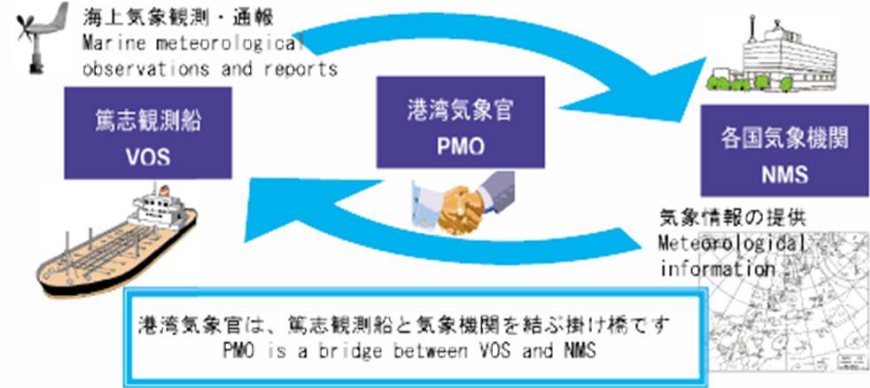 海上気象観測・通報
Marine meteorological
observations and reports
篤志観測船
VOS
港湾気象官
PMO
各国気象機関
NMS
気象情報の提供
Meteorologidal
information
港湾気象官は、篤志観測船と気象機関を結ぶ掛け橋です
PMO is a bridge between VOS and NMS